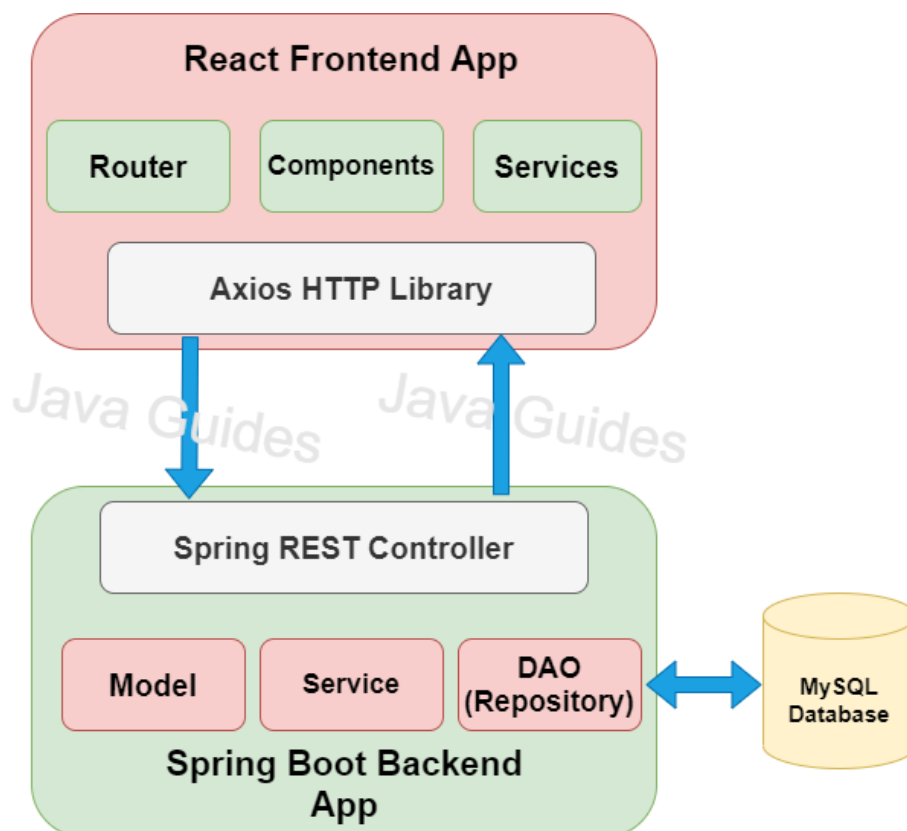 React Frontend App
Router
Components
Services
Axios HTTP Library
Java Guides
Java Guides
Spring REST Controller
Model
Service
DAO
(Repository)
MySQL
Database
Spring Boot Backend
App